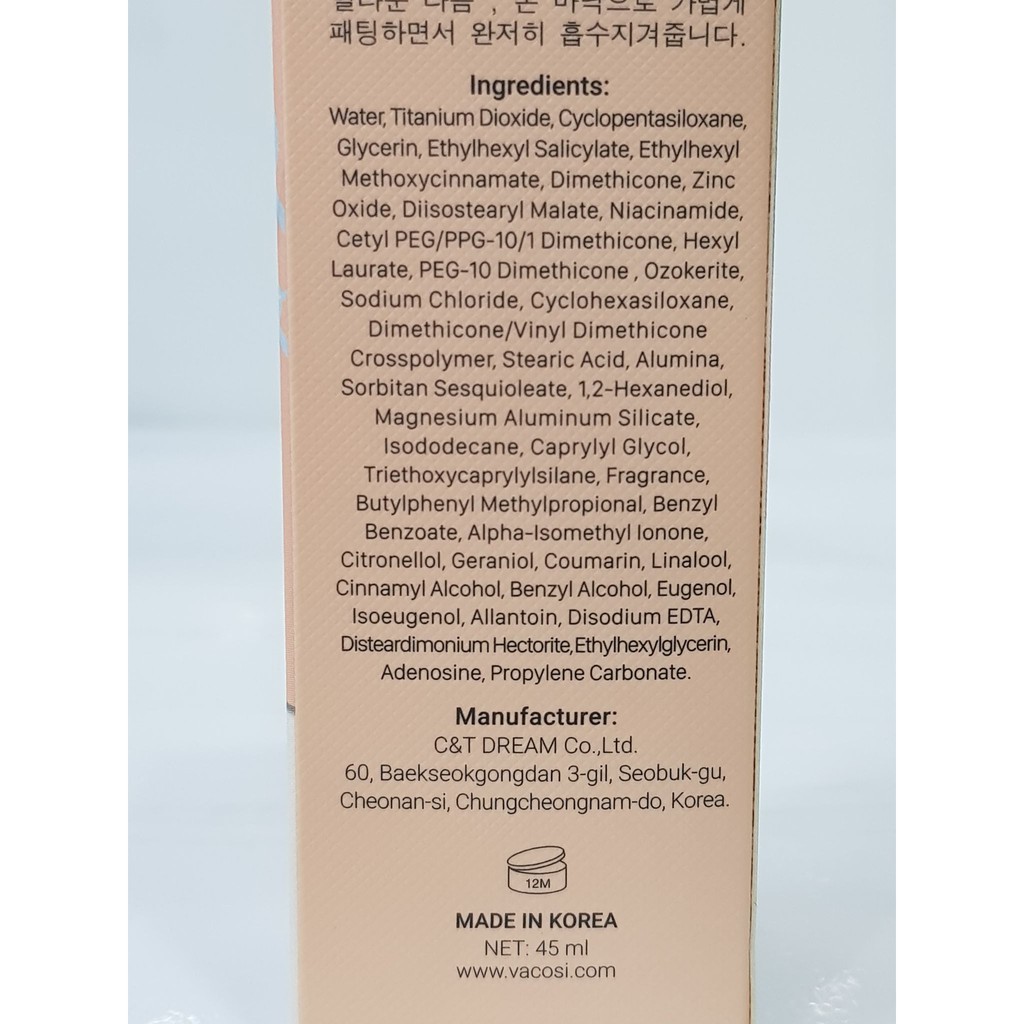 패팅하면서 완저히 흡수지겨줍니다.
Ingredients:
Water, Titanium Dioxide, Cyclopentasiloxane,
Glycerin, Ethylhexyl Salicylate, Ethylhexyl
Methoxycinnamate, Dimethicone, Zinc
Oxide, Diisostearyl Malate, Niacinamide,
Cetyl PEG/PPG-10/1 Dimethicone, Hexyl
Laurate, PEG-10 Dimethicone , Ozokerite,
Sodium Chloride, Cyclohexasiloxane,
Dimethicone/Vinyl Dimethicone
Crosspolymer, Stearic Acid, Alumina,
Sorbitan Sesquioleate, 1,2-Hexanediol,
Magnesium Aluminum Silicate,
Isododecane, Caprylyl Glycol,
Triethoxycaprylylsilane, Fragrance,
Butylphenyl Methylpropional, Benzyl
Benzoate, Alpha-Isomethyl Ionone,
Citronellol, Geraniol, Coumarin, Linalool,
Cinnamyl Alcohol, Benzyl Alcohol, Eugenol,
Isoeugenol, Allantoin, Disodium EDTA,
Disteardimonium Hectorite, Ethylhexylglycerin,
Adenosine, Propylene Carbonate.
Manufacturer:
C&T DREAM Co.,Ltd.
60, Baekseokgongdan 3-gil, Seobuk-gu,
Cheonan-si, Chungcheongnam-do, Korea.
12M
MADE IN KOREA
NET: 45 ml
www.vacosi.com